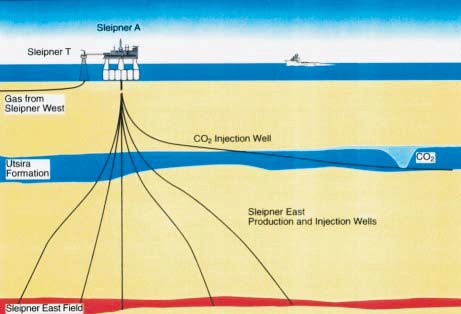 Sleipner A
Sleipner T
Gas from
Sleipner West
CO₂ Injection Well
Utsira
Formation
CO₂
Sleipner East
Production and Injection Wells
Sleipner East Field